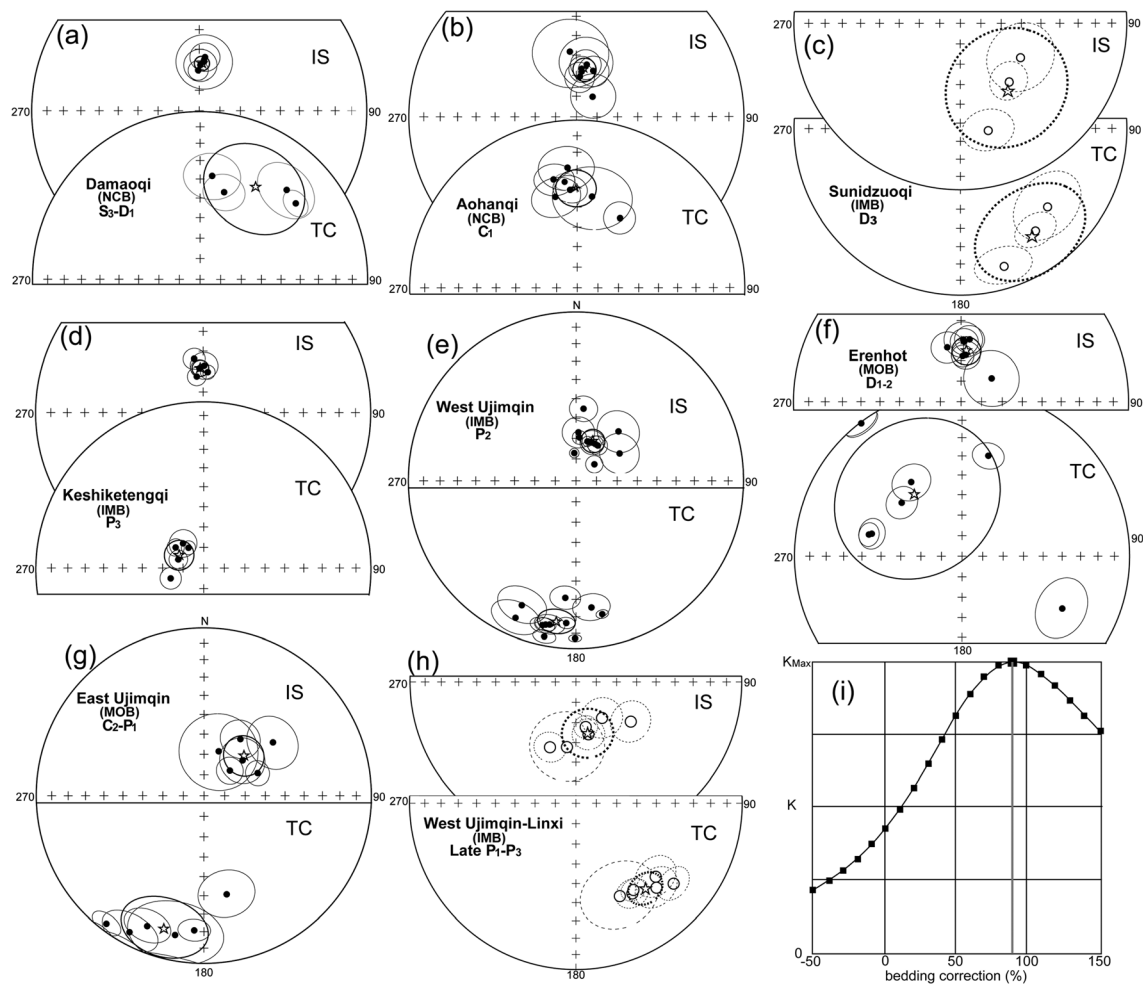 (a)
IS
270
90
Damaoqi
(NCB)
S3-D1
TC
270
90
(b)
IS
270
90
Aohanqi
(NCB)
C1
TC
270
90
(c)
270
90
IS
270
90
TC
Sunidzuoqi
(IMB)
D3
180
(d)
IS
270
90
TC
Keshiketengqi
(IMB)
P3
270
90
(e)
N
West Ujimqin
(IMB)
P2
IS
270
90
TC
180
(f)
Erenhot
(MOB)
D1-2
IS
270
90
TC
270
90
180
(g)
N
East Ujimqin
(MOB)
C2-P1
IS
270
90
TC
180
(h)
270
90
IS
270
90
West Ujimqin-Linxi
(IMB)
Late P1-P3
TC
180
(i)
KMax
K
0
-50 0 50 100 150
bedding correction (%)